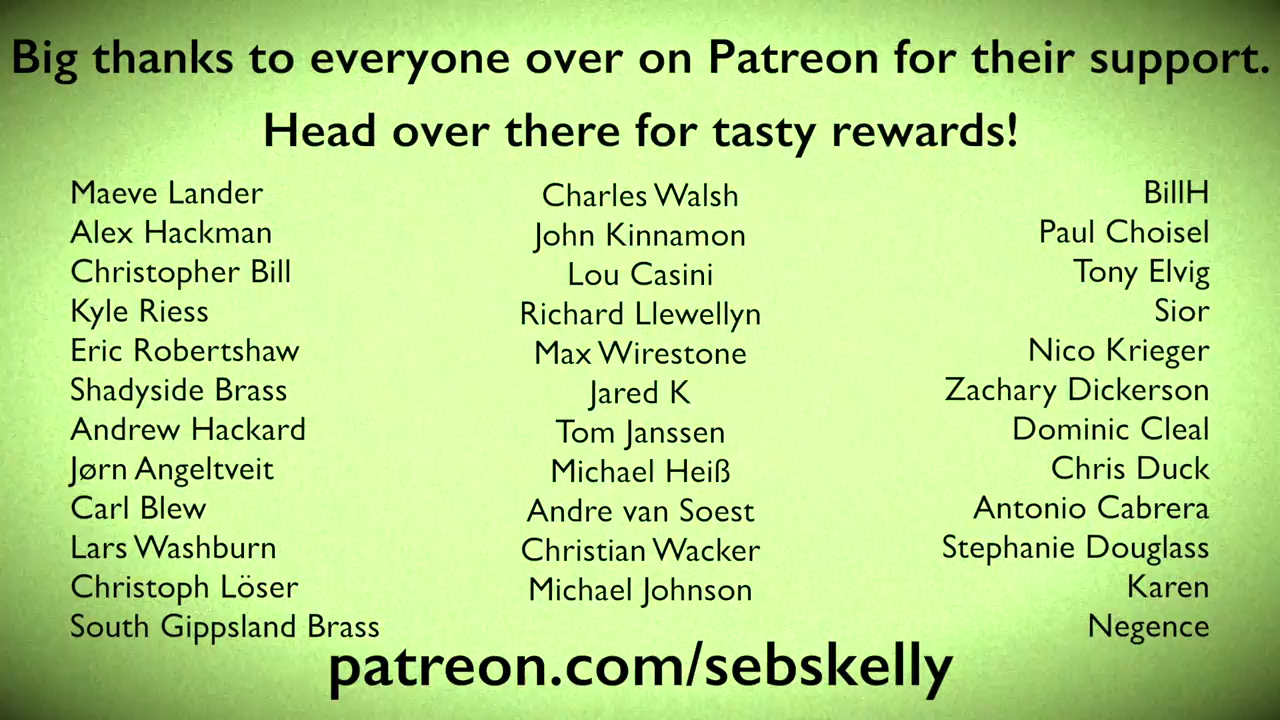 Big thanks to everyone over on Patreon for their support.
Head over there for tasty rewards!
Maeve Lander
Alex Hackman
Christopher Bill
Kyle Riess
Eric Robertshaw
Shadyside Brass
Andrew Hackard
Jørn Angeltveit
Carl Blew
Lars Washburn
Christoph Löser
South Gippsland Brass
Charles Walsh
John Kinnamon
Lou Casini
Richard Llewellyn
Max Wirestone
Jared K
Tom Janssen
Michael Heiß
Andre van Soest
Christian Wacker
Michael Johnson
BillH
Paul Choisel
Tony Elvig
Sior
Nico Krieger
Zachary Dickerson
Dominic Cleal
Chris Duck
Antonio Cabrera
Stephanie Douglass
Karen
Negence
patreon.com/sebskelly